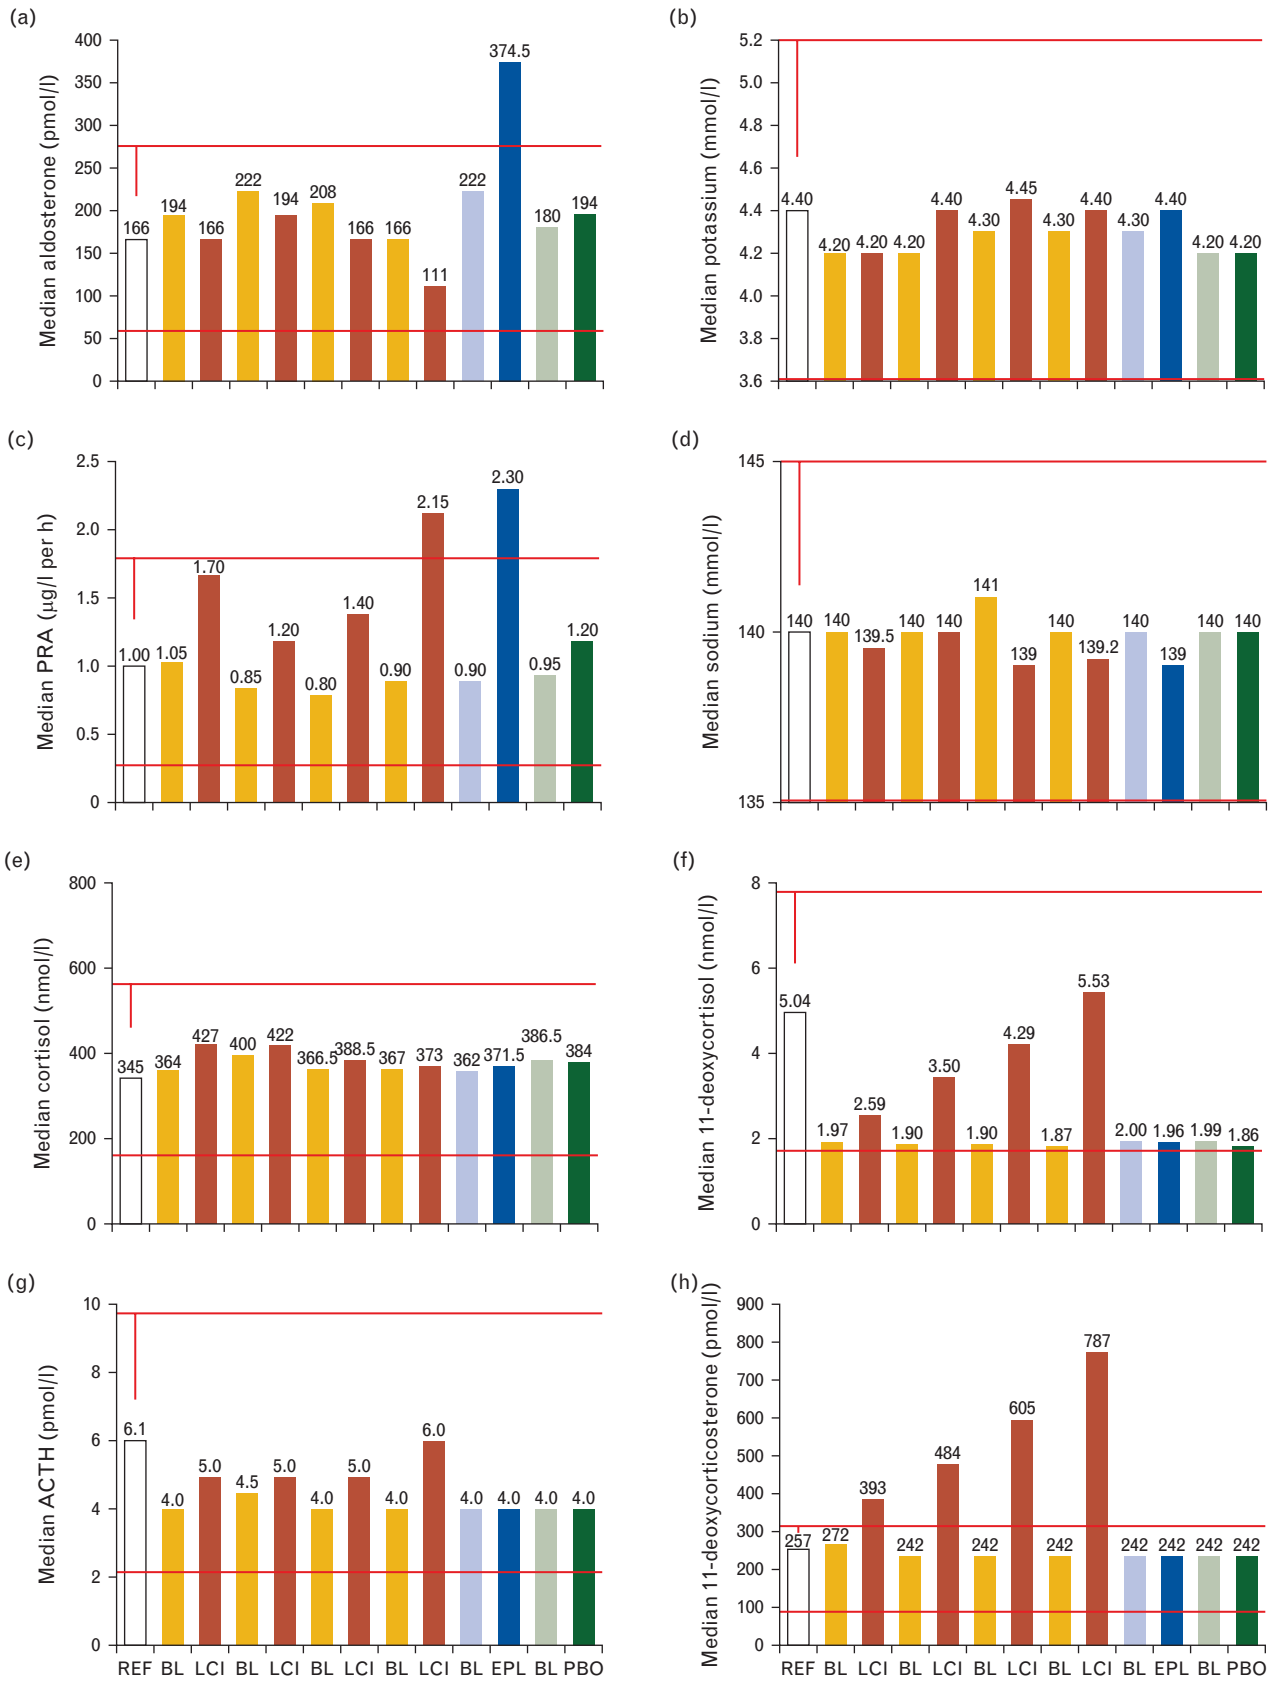 (a)
Median aldosterone (pmol/l)
400
350
300
250
200
150
100
50
0
166 194 166 222 194 208 166 166 111 222 374.5 180 194
(b)
Median potassium (mmol/l)
5.2
5.0
4.8
4.6
4.4
4.2
4.0
3.8
3.6
4.40 4.20 4.20 4.20 4.40 4.30 4.45 4.30 4.40 4.30 4.40 4.20 4.20
(c)
Median PRA (µg/l per h)
2.5
2.0
1.5
1.0
0.5
0
1.00 1.05 1.70 0.85 1.20 0.80 1.40 0.90 2.15 0.90 2.30 0.95 1.20
(d)
Median sodium (mmol/l)
145
140
135
140 140 139.5 140 140 141 139 140 139.2 140 139 140 140
(e)
Median cortisol (nmol/l)
800
600
400
200
0
345 364 427 400 422 366.5 388.5 367 373 362 371.5 386.5 384
(f)
Median 11-deoxycortisol (nmol/l)
8
6
4
2
0
5.04 1.97 2.59 1.90 3.50 1.90 4.29 1.87 5.53 2.00 1.96 1.99 1.86
(g)
Median ACTH (pmol/l)
10
8
6
4
2
0
6.1 4.0 5.0 4.5 5.0 4.0 5.0 4.0 6.0 4.0 4.0 4.0 4.0
REF BL LCI BL LCI BL LCI BL LCI BL EPL BL PBO
(h)
Median 11-deoxycorticosterone (pmol/l)
900
800
700
600
500
400
300
200
100
0
257 272 393 242 484 242 605 242 787 242 242 242 242
REF BL LCI BL LCI BL LCI BL LCI BL EPL BL PBO